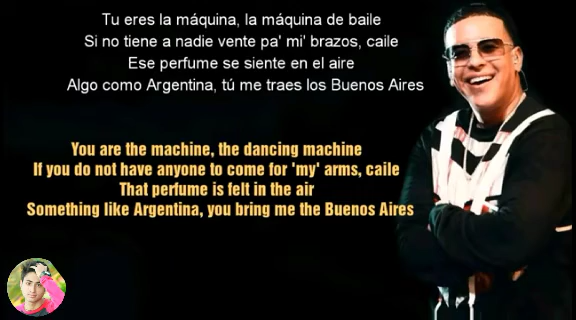 Tu eres la máquina, la máquina de baile
Si no tiene a nadie vente pa' mi' brazos, caile
Ese perfume se siente en el aire
Algo como Argentina, tú me traes los Buenos Aires
You are the machine, the dancing machine
If you do not have anyone to come for 'my' arms, caile
That perfume is felt in the air
Something like Argentina, you bring me the Buenos Aires